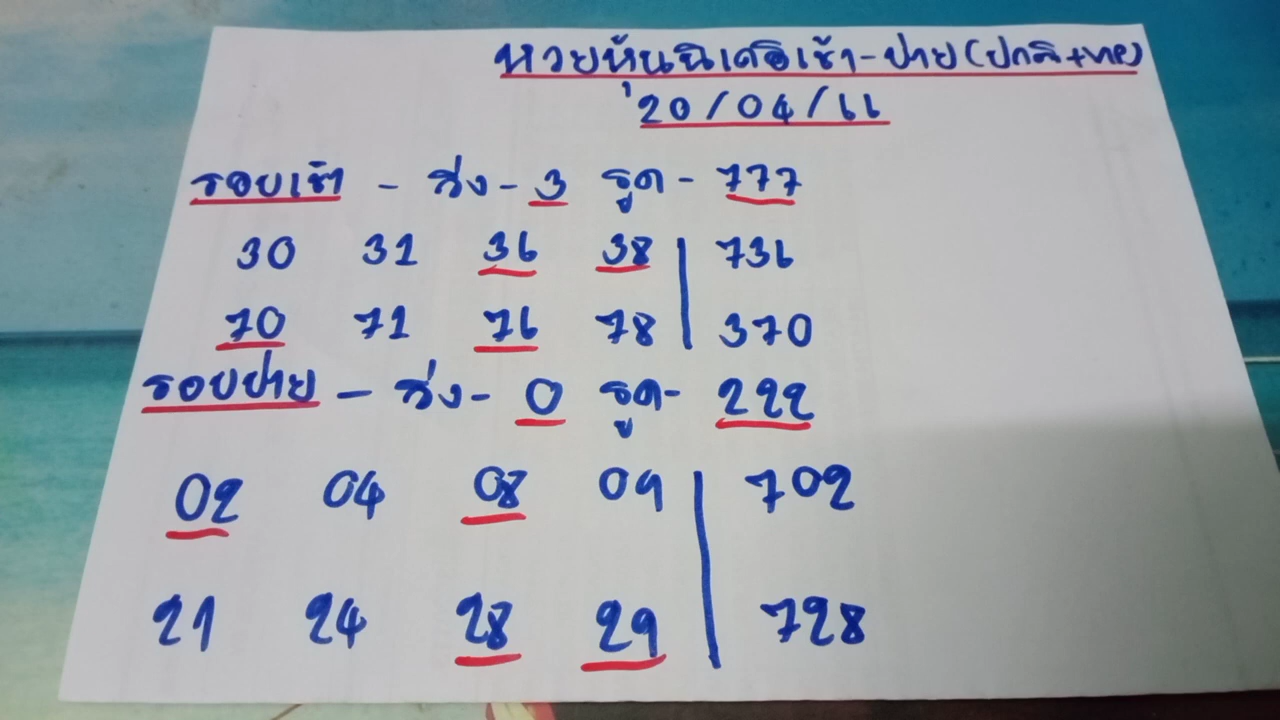 หวยหุ้นนิเคอิเช้า-บ่าย(ปกติ+vip)
20/04/66
รอบเช้า - วิ่ง - 3 รูด - 777
30 31 36 38 | 736
70 71 76 78 | 370
รอบบ่าย - วิ่ง - 0 รูด - 222
02 04 08 09 | 702
21 24 28 29 | 728